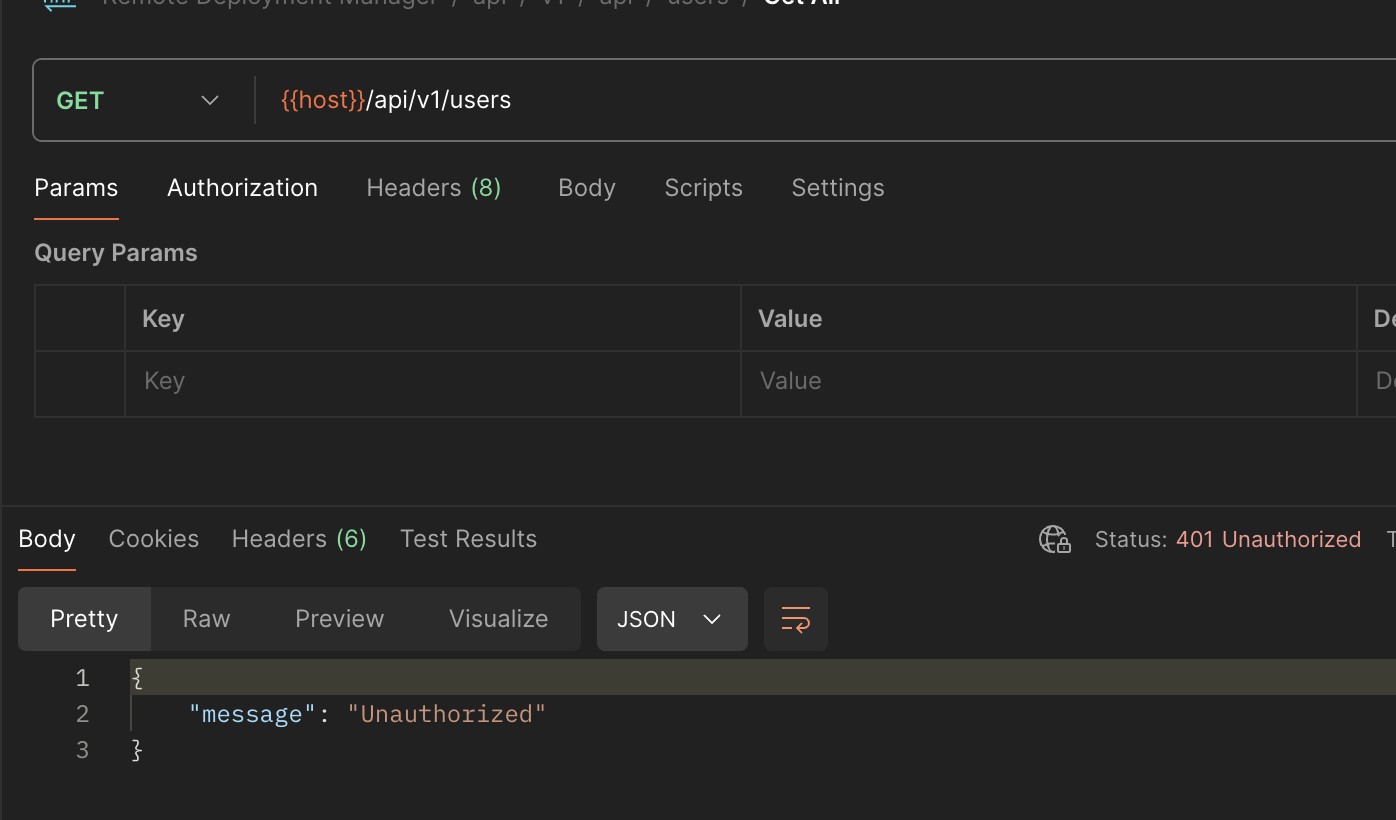 Remote Deployment Manager / api / v1 / api / users / Get All
GET {{host}}/api/v1/users
Params Authorization Headers (8) Body Scripts Settings
Query Params
Key Value
Key Value
Body Cookies Headers (6) Test Results Status: 401 Unauthorized
Pretty Raw Preview Visualize JSON
1 {
2 "message": "Unauthorized"
3 }